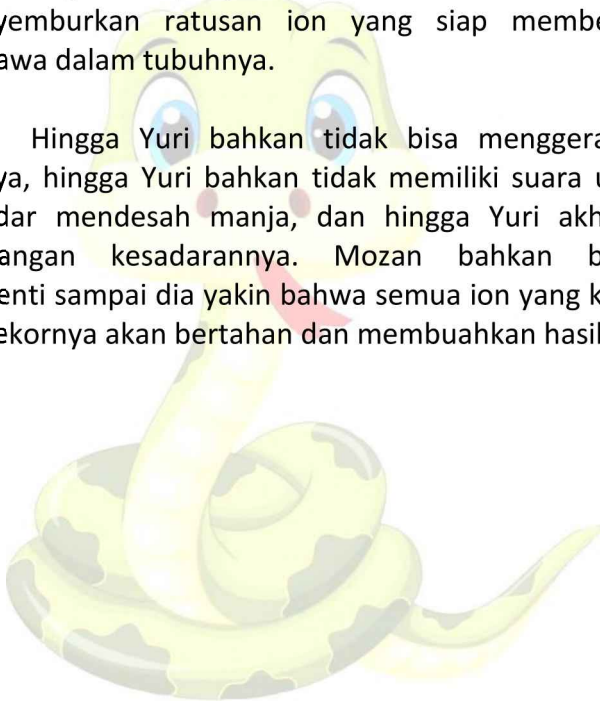 yemburkan ratusan ion yang siap membe
awa dalam tubuhnya.
Hingga Yuri bahkan tidak bisa menggera
ya, hingga Yuri bahkan tidak memiliki suara u
dar mendesah manja, dan hingga Yuri akh
angan kesadarannya. Mozan bahkan b
enti sampai dia yakin bahwa semua ion yang k
ekornya akan bertahan dan membuahkan hasil